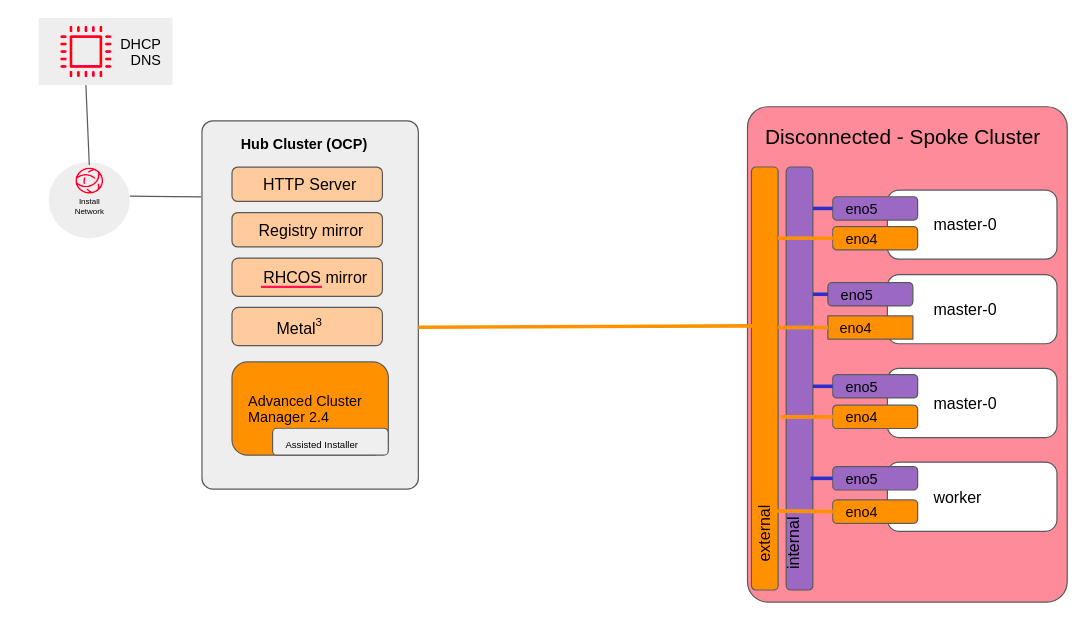 DHCP
DNS
Install
Network
Hub Cluster (OCP)
HTTP Server
Registry mirror
RHCOS mirror
Metal³
Advanced Cluster
Manager 2.4
Assisted Installer
Disconnected - Spoke Cluster
external
internal
eno5
eno4
master-0
eno5
eno4
master-0
eno5
eno4
master-0
eno5
eno4
worker